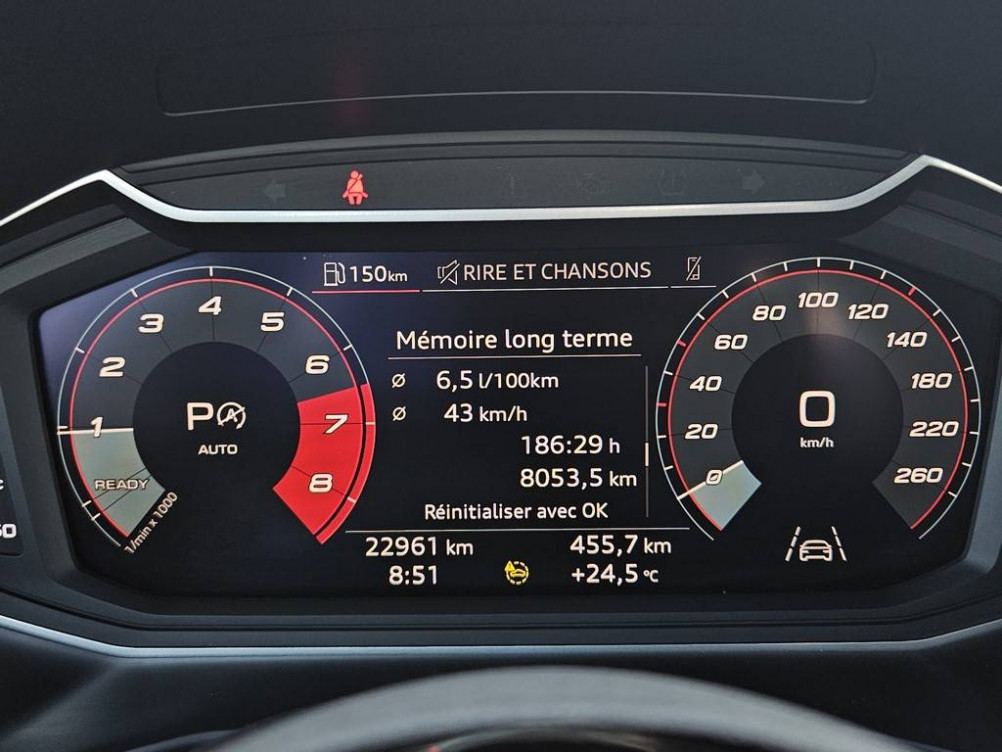 150 km RIRE ET CHANSONS
Mémoire long terme
Ø 6,5 l/100km
Ø 43 km/h
186:29 h
8053,5 km
Réinitialiser avec OK
22961 km 455,7 km
8:51 +24,5 °C
1 2 3 4 5 6 7 8
READY
1/min x 1000
P A
AUTO
0 20 40 60 80 100 120 140 180 220 260
0
km/h